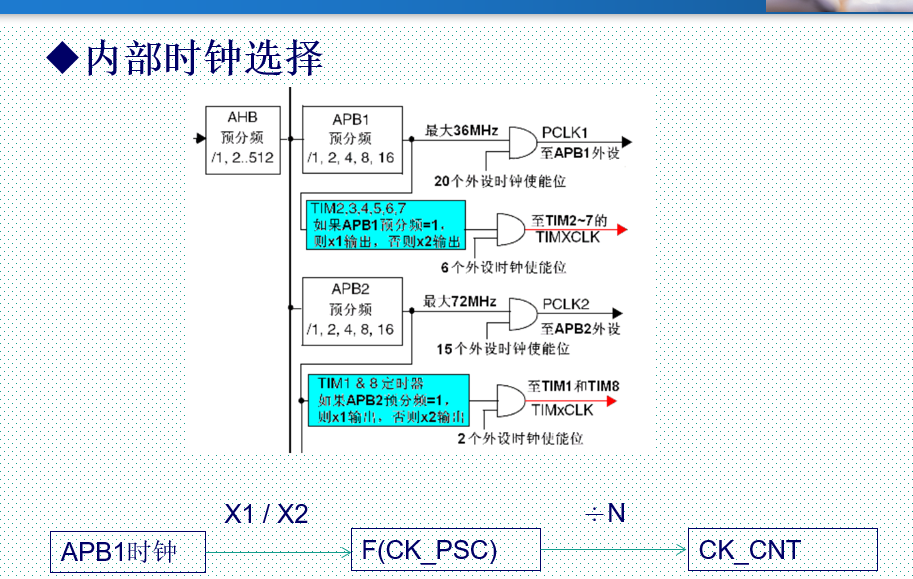 ◆内部时钟选择
AHB
预分频
/1, 2..512
APB1
预分频
/1, 2, 4, 8, 16
最大36MHz
PCLK1
至APB1外设
20个外设时钟使能位
TIM2,3,4,5,6,7
如果APB1预分频=1,
则x1输出，否则x2输出
至TIM2~7的
TIMXCLK
6个外设时钟使能位
APB2
预分频
/1, 2, 4, 8, 16
最大72MHz
PCLK2
至APB2外设
15个外设时钟使能位
TIM1 & 8 定时器
如果APB2预分频=1,
则x1输出，否则x2输出
至TIM1和TIM8
TIMxCLK
2个外设时钟使能位
X1 / X2
÷N
APB1时钟
F(CK_PSC)
CK_CNT